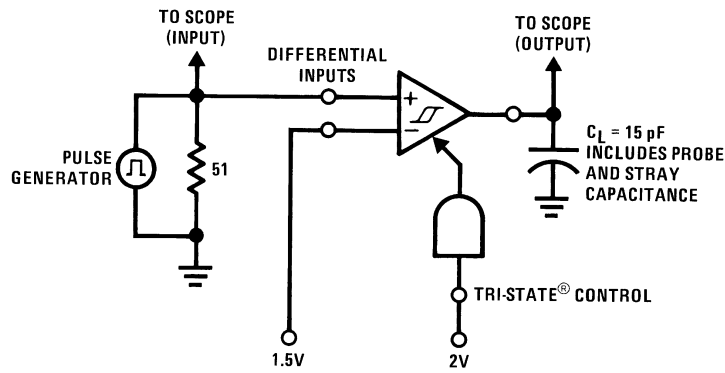 TO SCOPE
(INPUT)
TO SCOPE
(OUTPUT)
DIFFERENTIAL
INPUTS
+
−
PULSE
GENERATOR
51
C_L = 15 pF
INCLUDES PROBE
AND STRAY
CAPACITANCE
TRI-STATE® CONTROL
1.5V
2V